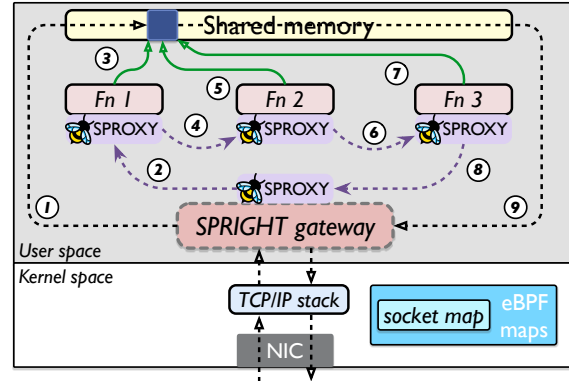 Shared memory
③
⑤
⑦
Fn 1
Fn 2
Fn 3
SPROXY
④
SPROXY
⑥
SPROXY
②
⑧
SPROXY
①
SPRIGHT gateway
⑨
User space
Kernel space
TCP/IP stack
socket map
eBPF
maps
NIC